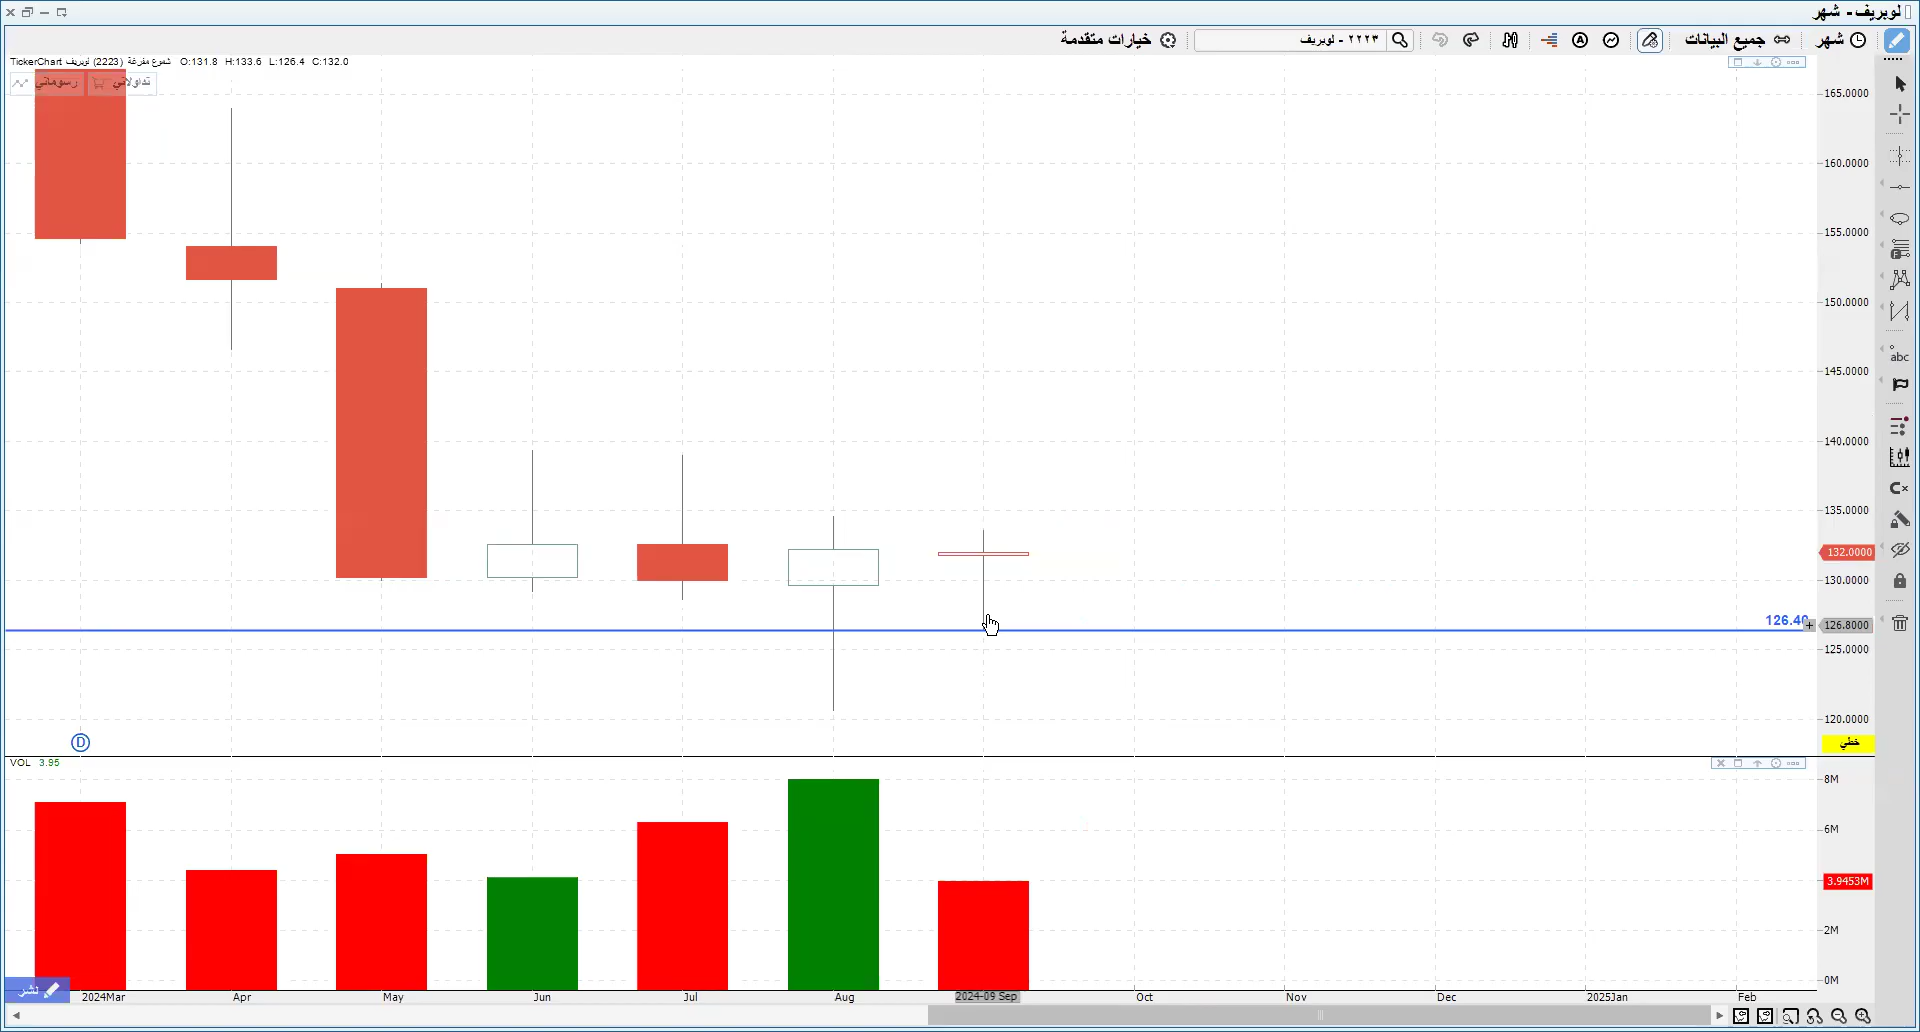 لوبريف - شهر
شهر
جميع البيانات
٢٢٢٣ - لوبريف
خيارات متقدمة
TickerChart لوبريف (2223) شموع مفرغة O:131.8 H:133.6 L:126.4 C:132.0
رسوماتي
تداولاتي
165.0000
160.0000
155.0000
150.0000
145.0000
140.0000
135.0000
132.0000
130.0000
126.40
126.8000
125.0000
120.0000
خطي
D
abc
VOL 3.95
8M
6M
3.9453M
2M
0M
نشر
2024Mar Apr May Jun Jul Aug 2024-09 Sep Oct Nov Dec 2025Jan Feb